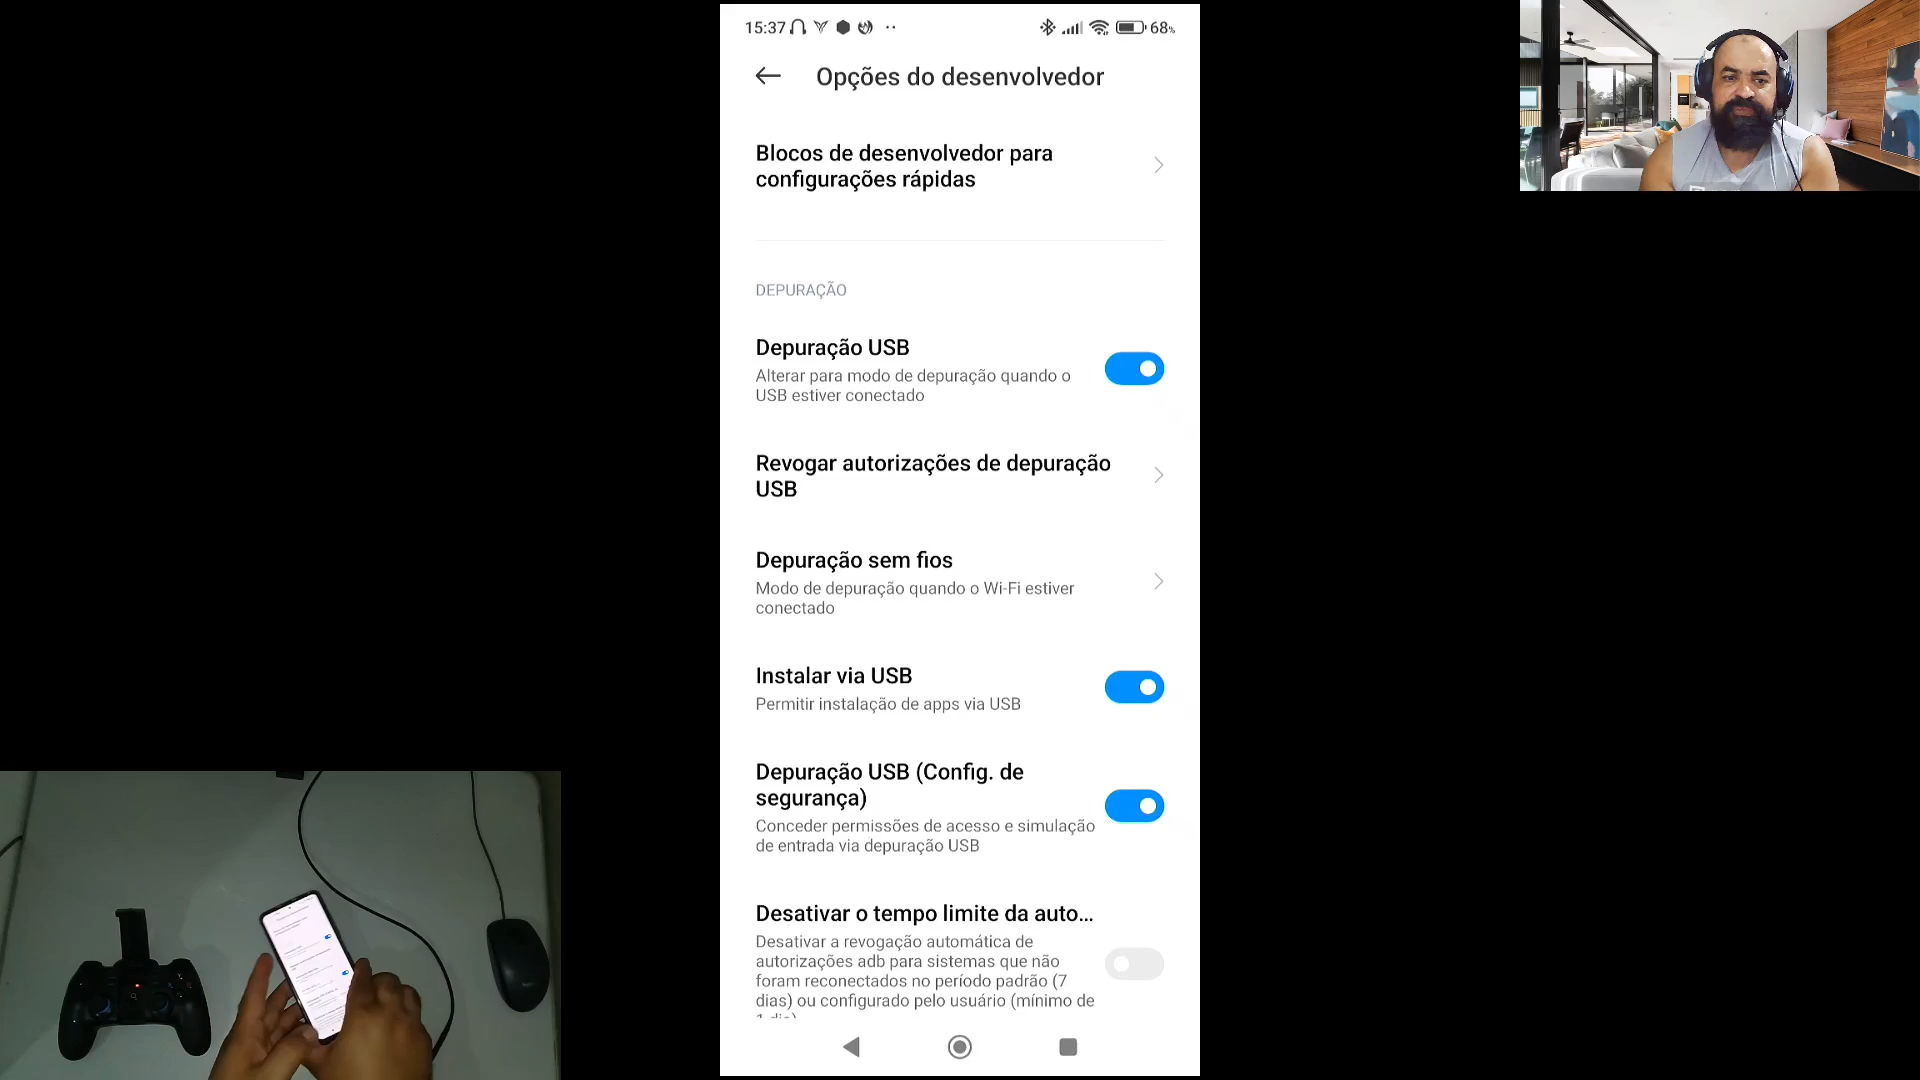 15:37
68%
Opções do desenvolvedor
Blocos de desenvolvedor para
configurações rápidas
DEPURAÇÃO
Depuração USB
Alterar para modo de depuração quando o
USB estiver conectado
Revogar autorizações de depuração
USB
Depuração sem fios
Modo de depuração quando o Wi-Fi estiver
conectado
Instalar via USB
Permitir instalação de apps via USB
Depuração USB (Config. de
segurança)
Conceder permissões de acesso e simulação
de entrada via depuração USB
Desativar o tempo limite da auto...
Desativar a revogação automática de
autorizações adb para sistemas que não
foram reconectados no período padrão (7
dias) ou configurado pelo usuário (mínimo de
1 dia)